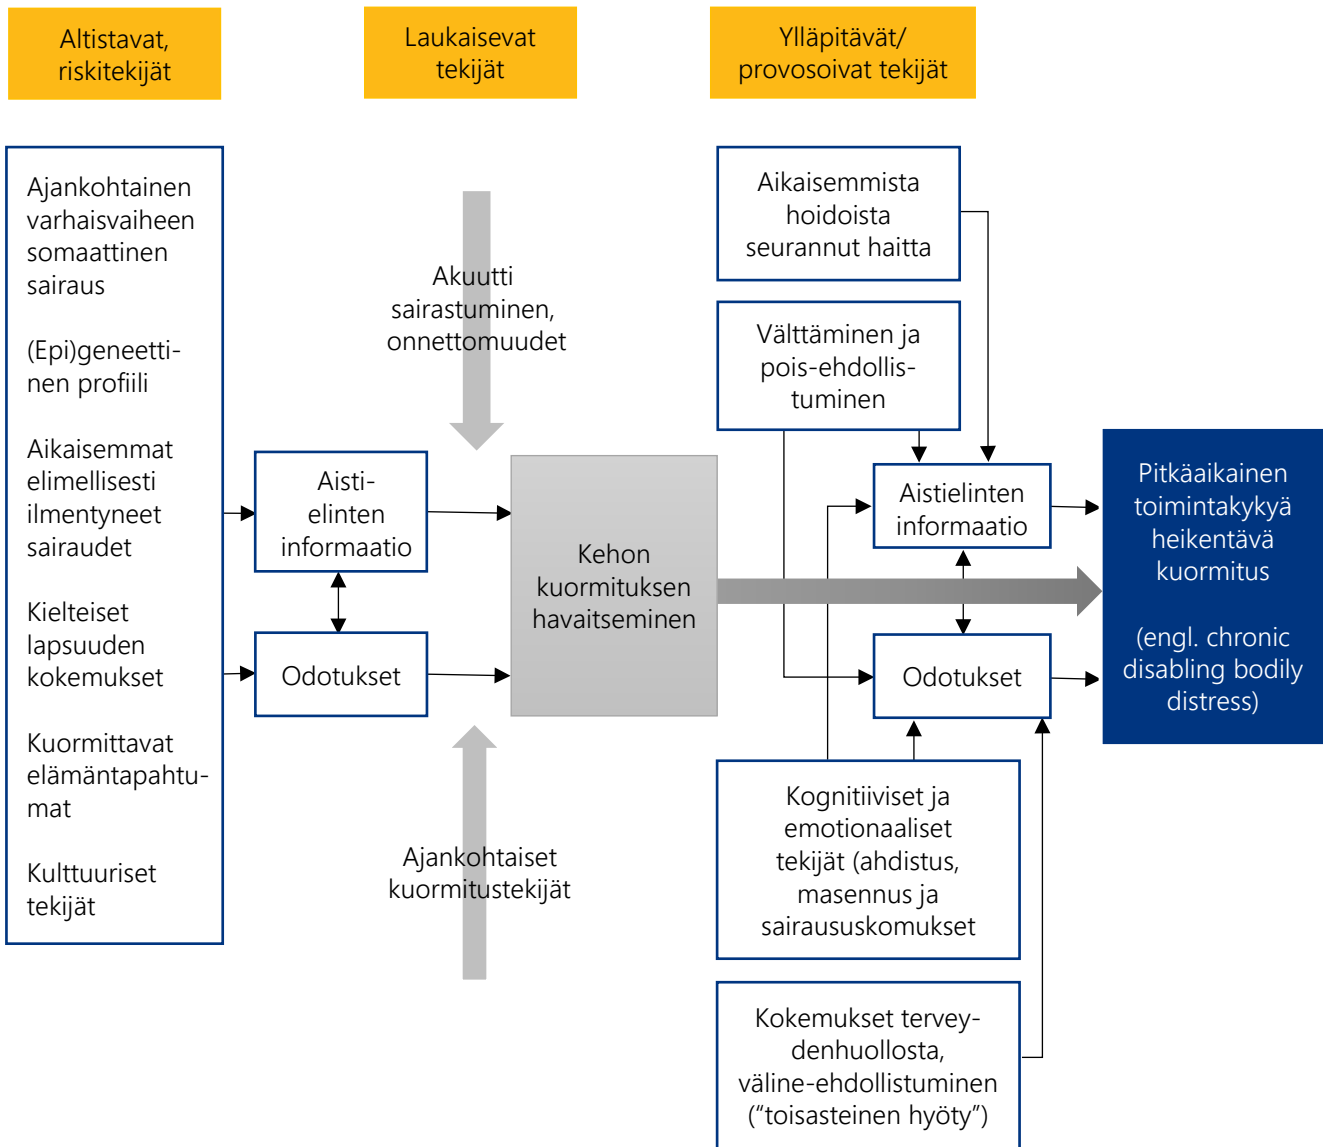 Altistavat,
riskitekijät
Laukaisevat
tekijät
Ylläpitävät/
provosoivat tekijät
Ajankohtainen
varhaisvaiheen
somaattinen
sairaus
(Epi)geneetti-
nen profiili
Aikaisemmat
elimellisesti
ilmentyneet
sairaudet
Kielteiset
lapsuuden
kokemukset
Kuormittavat
elämäntapahtu-
mat
Kulttuuriset
tekijät
Aisti-
elinten
informaatio
Odotukset
Akuutti
sairastuminen,
onnettomuudet
Kehon
kuormituksen
havaitseminen
Ajankohtaiset
kuormitustekijät
Aikaisemmista
hoidoista
seurannut haitta
Välttäminen ja
pois-ehdollis-
tuminen
Aistielinten
informaatio
Odotukset
Kognitiiviset ja
emotionaaliset
tekijät (ahdistus,
masennus ja
sairaususkomukset
Kokemukset tervey-
denhuollosta,
väline-ehdollistuminen
(“toisasteinen hyöty”)
Pitkäaikainen
toimintakykyä
heikentävä
kuormitus
(engl. chronic
disabling bodily
distress)